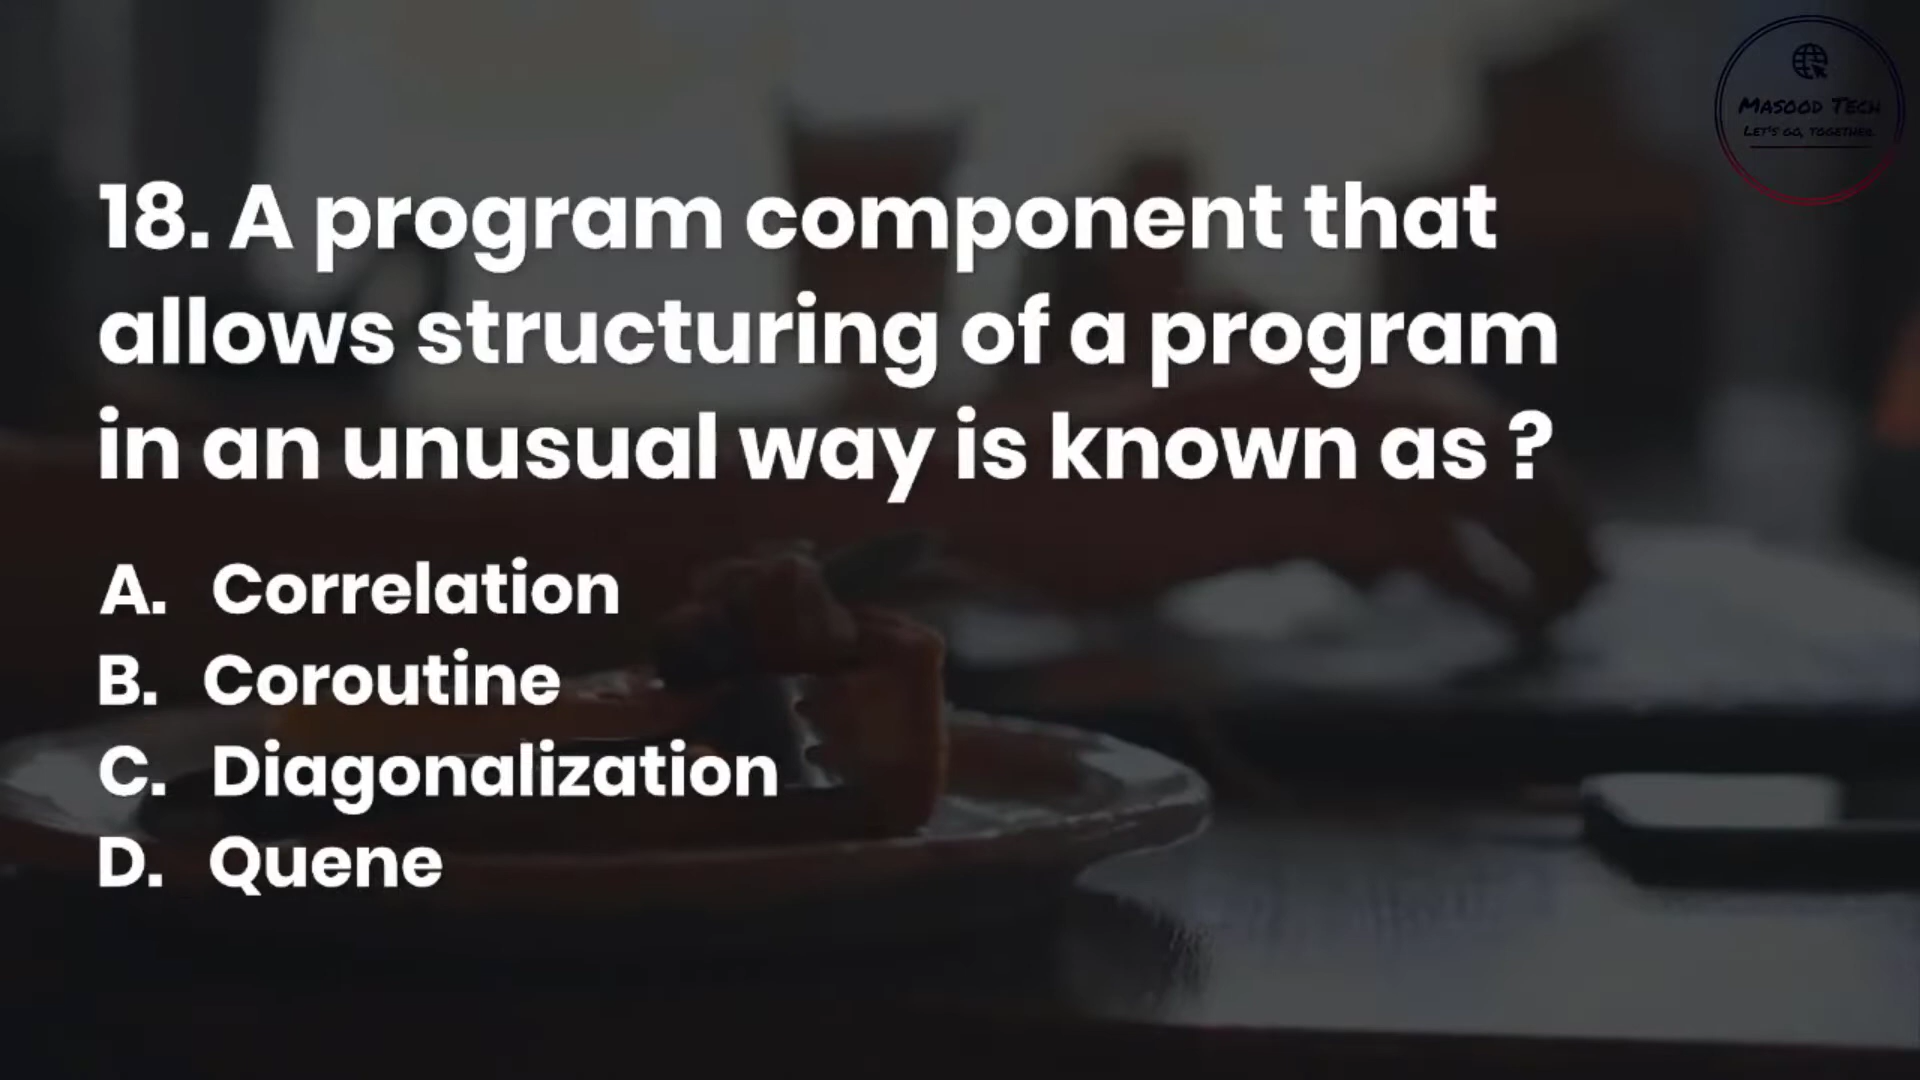 MASOOD TECH
LET'S GO, TOGETHER.
18. A program component that
allows structuring of a program
in an unusual way is known as ?
A. Correlation
B. Coroutine
C. Diagonalization
D. Quene